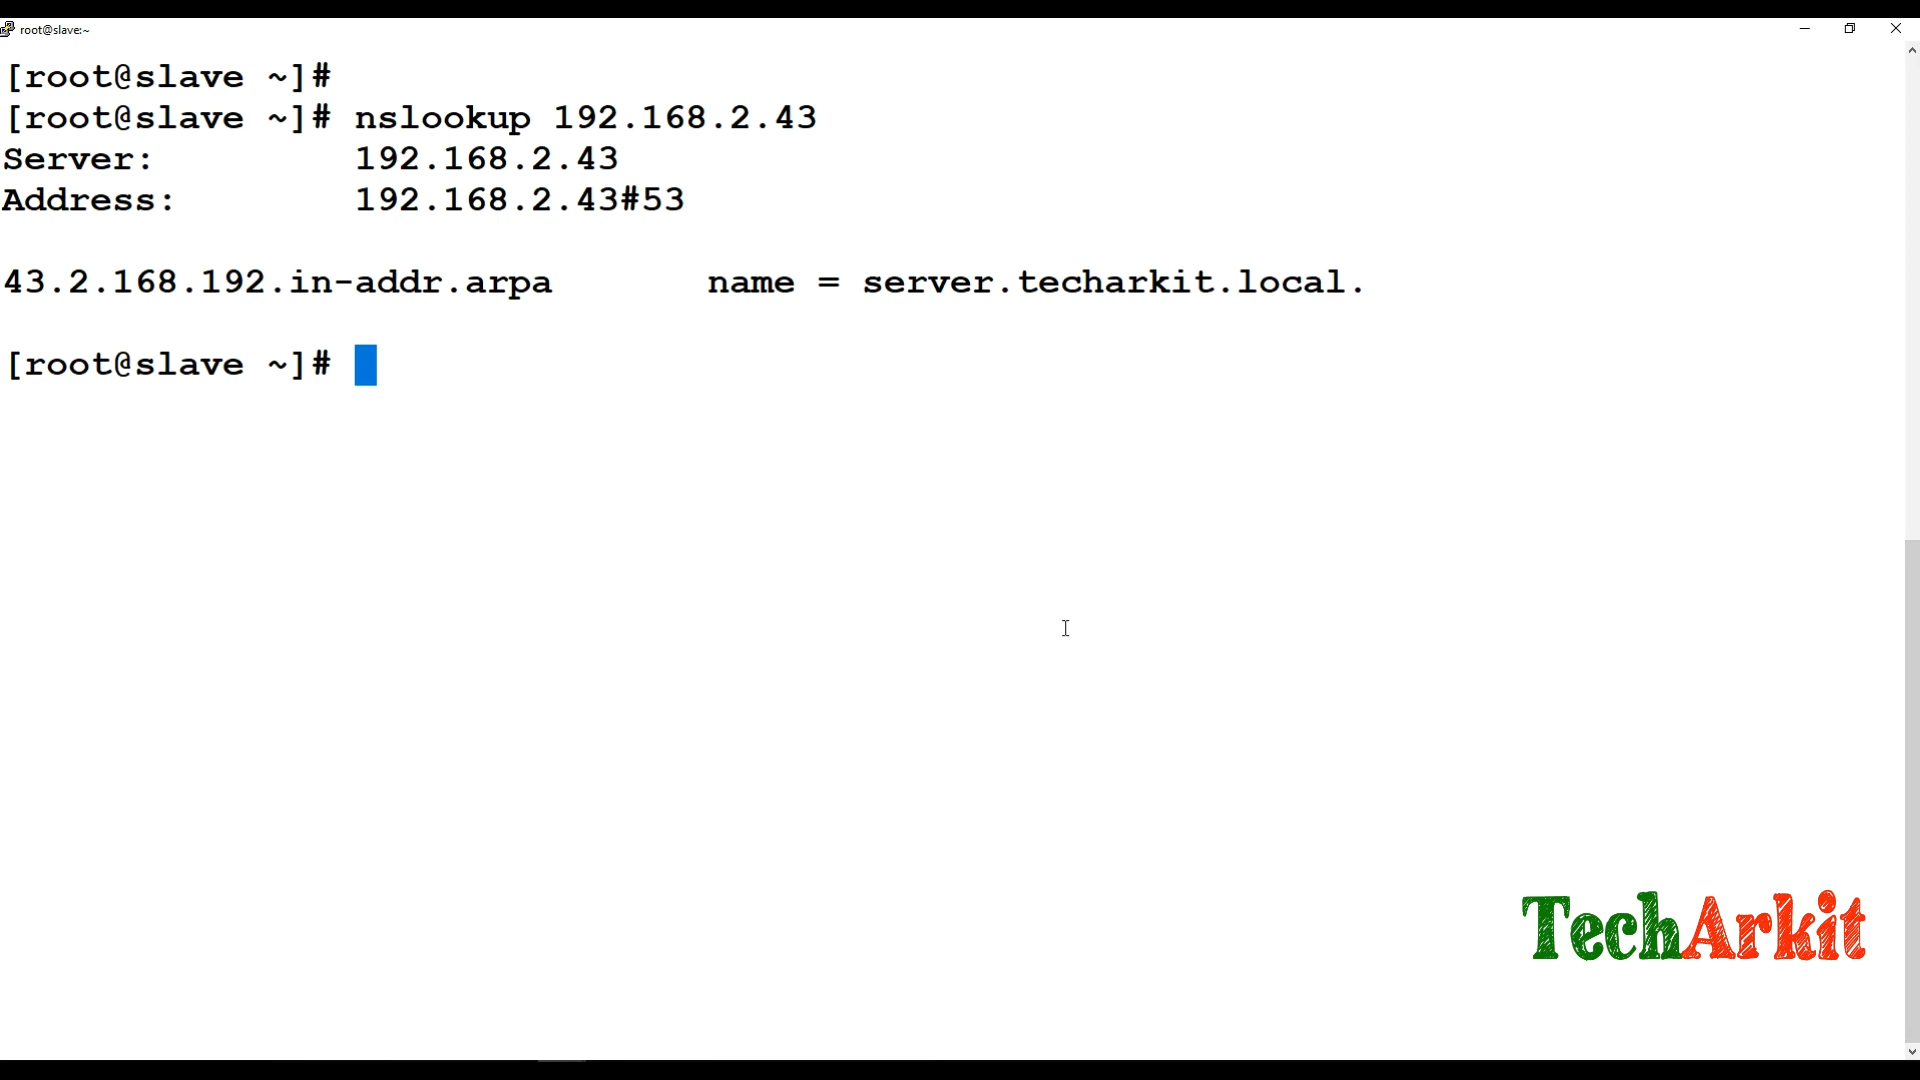 root@slave:~
[root@slave ~]#
[root@slave ~]# nslookup 192.168.2.43
Server:         192.168.2.43
Address:        192.168.2.43#53
43.2.168.192.in-addr.arpa       name = server.techarkit.local.
[root@slave ~]#
TechArkit